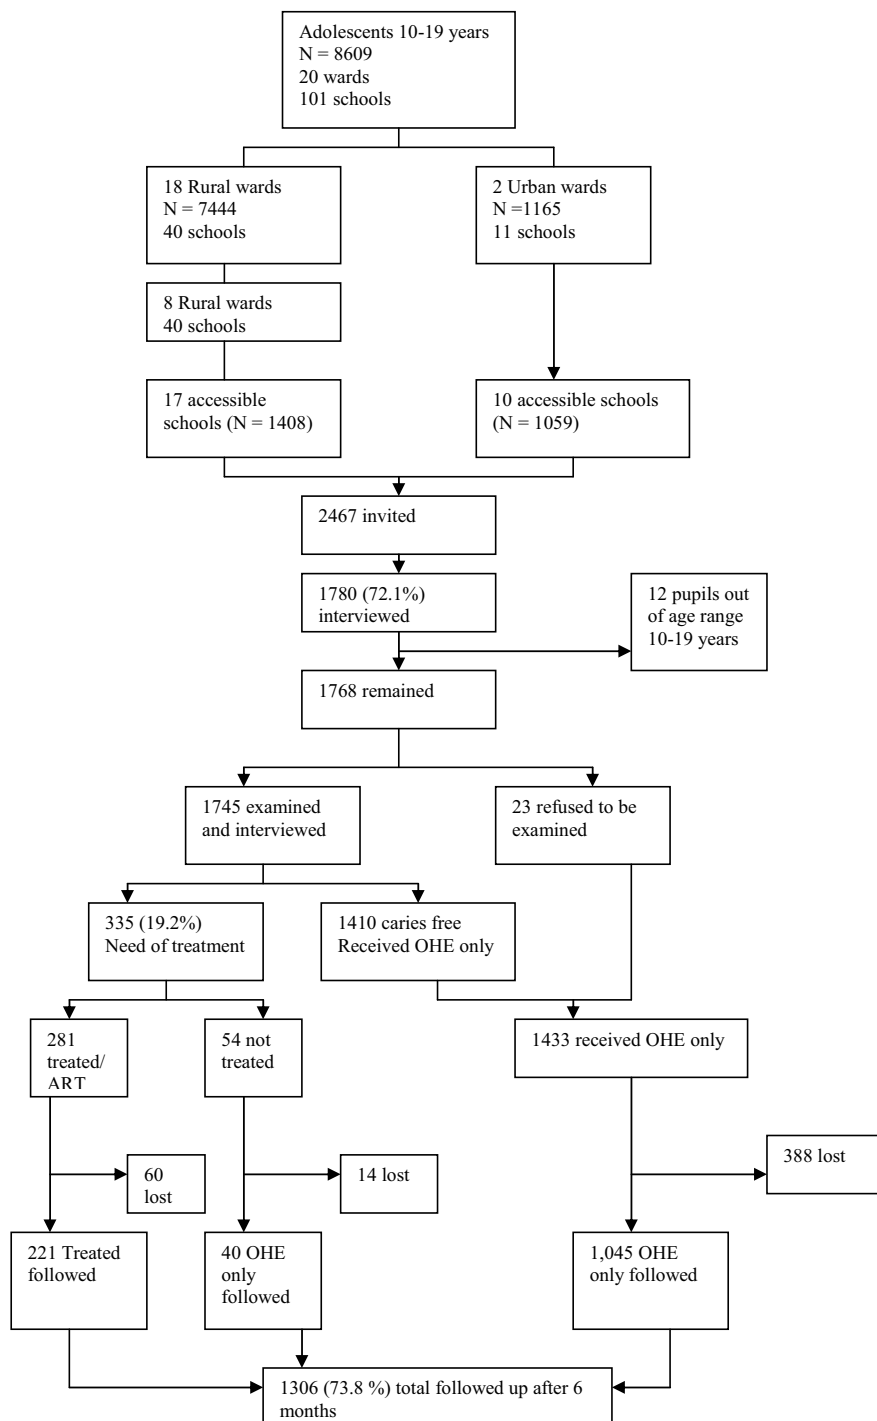 Adolescents 10-19 years
N = 8609
20 wards
101 schools
18 Rural wards
N = 7444
40 schools
2 Urban wards
N =1165
11 schools
8 Rural wards
40 schools
17 accessible
schools (N = 1408)
10 accessible schools
(N = 1059)
2467 invited
1780 (72.1%)
interviewed
12 pupils out
of age range
10-19 years
1768 remained
1745 examined
and interviewed
23 refused to be
examined
335 (19.2%)
Need of treatment
1410 caries free
Received OHE only
281
treated/
ART
54 not
treated
1433 received OHE only
60
lost
14 lost
388 lost
221 Treated
followed
40 OHE
only
followed
1,045 OHE
only followed
1306 (73.8 %) total followed up after 6
months